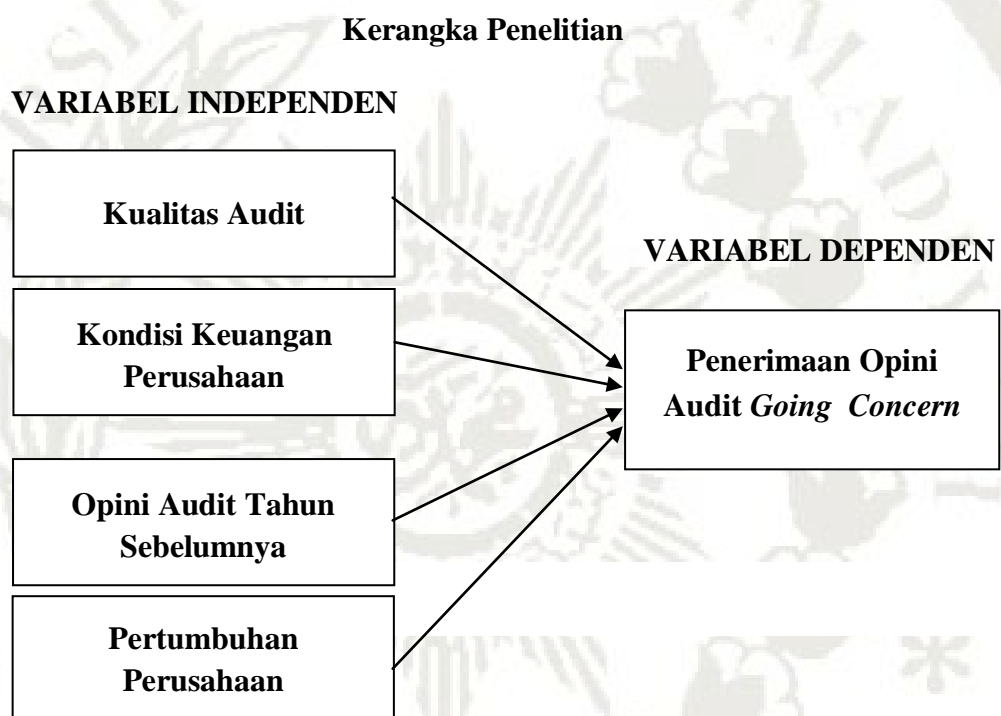 Kerangka Penelitian
VARIABEL INDEPENDEN
Kualitas Audit
Kondisi Keuangan
Perusahaan
Opini Audit Tahun
Sebelumnya
Pertumbuhan
Perusahaan
VARIABEL DEPENDEN
Penerimaan Opini
Audit Going Concern